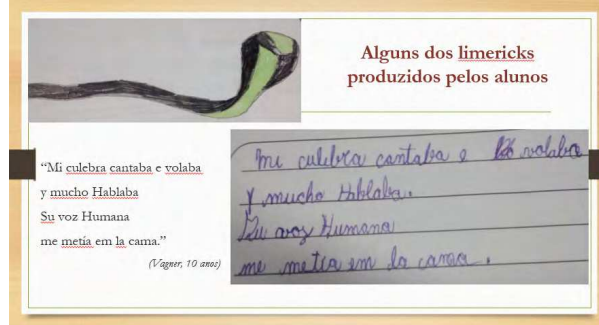 Alguns dos limericks
produzidos pelos alunos
“Mi culebra cantaba e volaba
y mucho Hablaba
Su voz Humana
me metía em la cama.”
(Vagner, 10 anos)
mi culebra cantaba e volaba
y mucho Hablaba.
Su voz Humana
me metia em la cama.